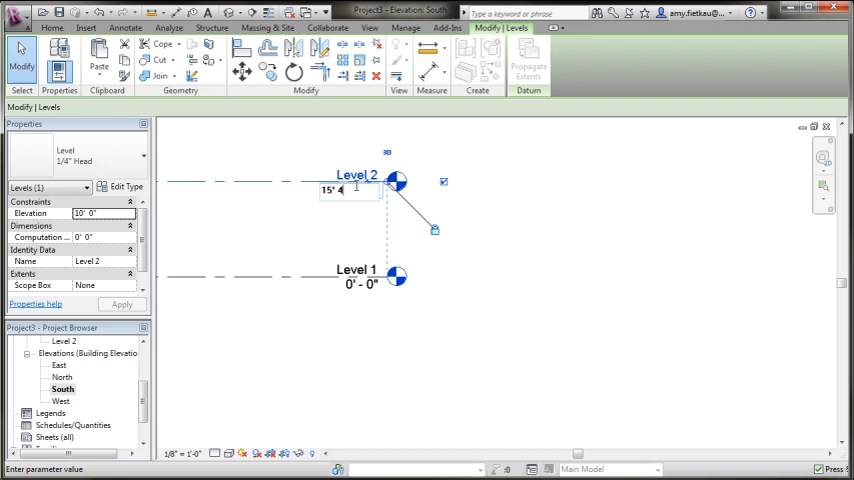 Project3 - Elevation: South
Type a keyword or phrase
amy.fietkau...
Home Insert Annotate Analyze Structure Massing & Site Collaborate View Manage Add-Ins Modify | Levels
Modify
Paste
Cope
Cut
Join
Propagate
Extents
Select Properties Clipboard Geometry Modify View Measure Create Datum
Modify | Levels
Properties
Level
1/4" Head
Levels (1) Edit Type
Constraints
Elevation 10' 0"
Dimensions
Computation ... 0' 0"
Identity Data
Name Level 2
Extents
Scope Box None
Properties help Apply
Project3 - Project Browser
Level 2
Elevations (Building Elevatio
East
North
South
West
Legends
Schedules/Quantities
Sheets (all)
3D
Level 2
15' 4
Level 1
0' - 0"
1/8" = 1'-0"
Enter parameter value
:0
Main Model
Press